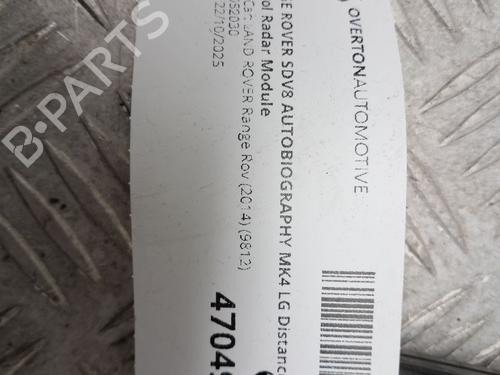 OVERTONAUTOMOTIVE
E ROVER SDV8 AUTOBIOGRAPHY MK4 LG Distanc
ol Radar Module
Car LAND ROVER Range Rov (2014) (9812)
22/10/2025
4704
B-PARTS